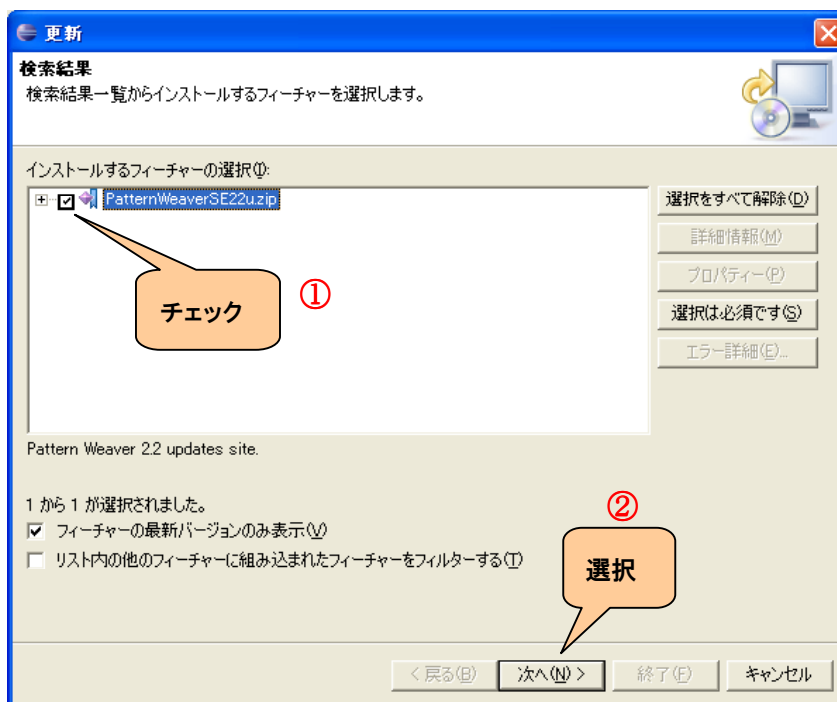 更新
検索結果
検索結果一覧からインストールするフィーチャーを選択します。
インストールするフィーチャーの選択(I):
PatternWeaverSE22u.zip
選択をすべて解除(D)
詳細情報(M)
プロパティー(P)
選択は必須です(S)
エラー詳細(E)...
①
チェック
Pattern Weaver 2.2 updates site.
1 から 1 が選択されました。
フィーチャーの最新バージョンのみ表示(V)
リスト内の他のフィーチャーに組み込まれたフィーチャーをフィルターする(T)
②
選択
< 戻る(B)
次へ(N) >
終了(F)
キャンセル